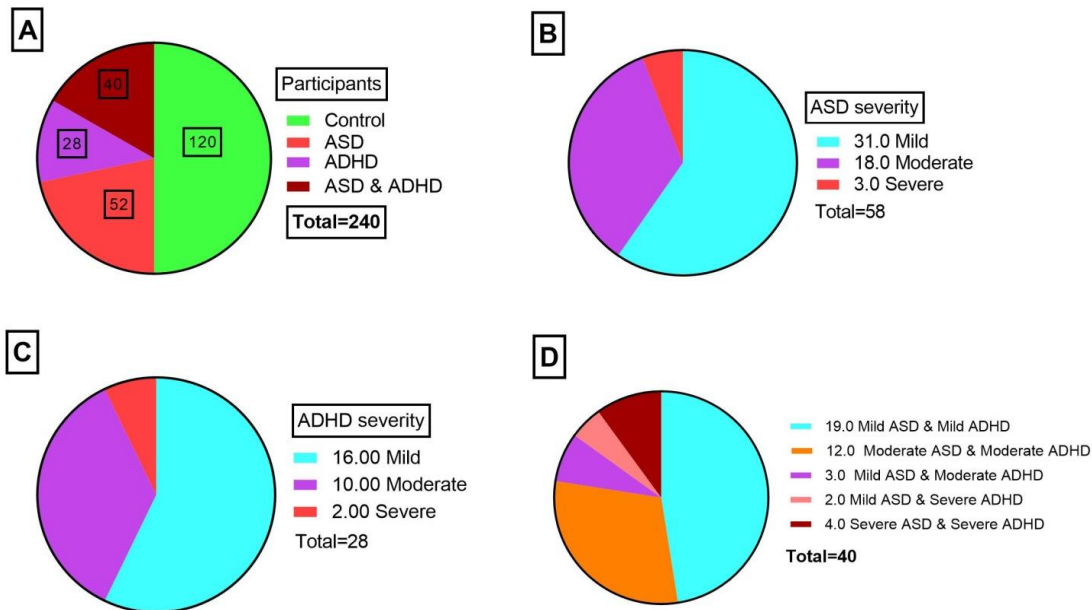 A
40
28
120
52
Participants
Control
ASD
ADHD
ASD & ADHD
Total=240
B
ASD severity
31.0 Mild
18.0 Moderate
3.0 Severe
Total=58
C
ADHD severity
16.00 Mild
10.00 Moderate
2.00 Severe
Total=28
D
19.0 Mild ASD & Mild ADHD
12.0 Moderate ASD & Moderate ADHD
3.0 Mild ASD & Moderate ADHD
2.0 Mild ASD & Severe ADHD
4.0 Severe ASD & Severe ADHD
Total=40